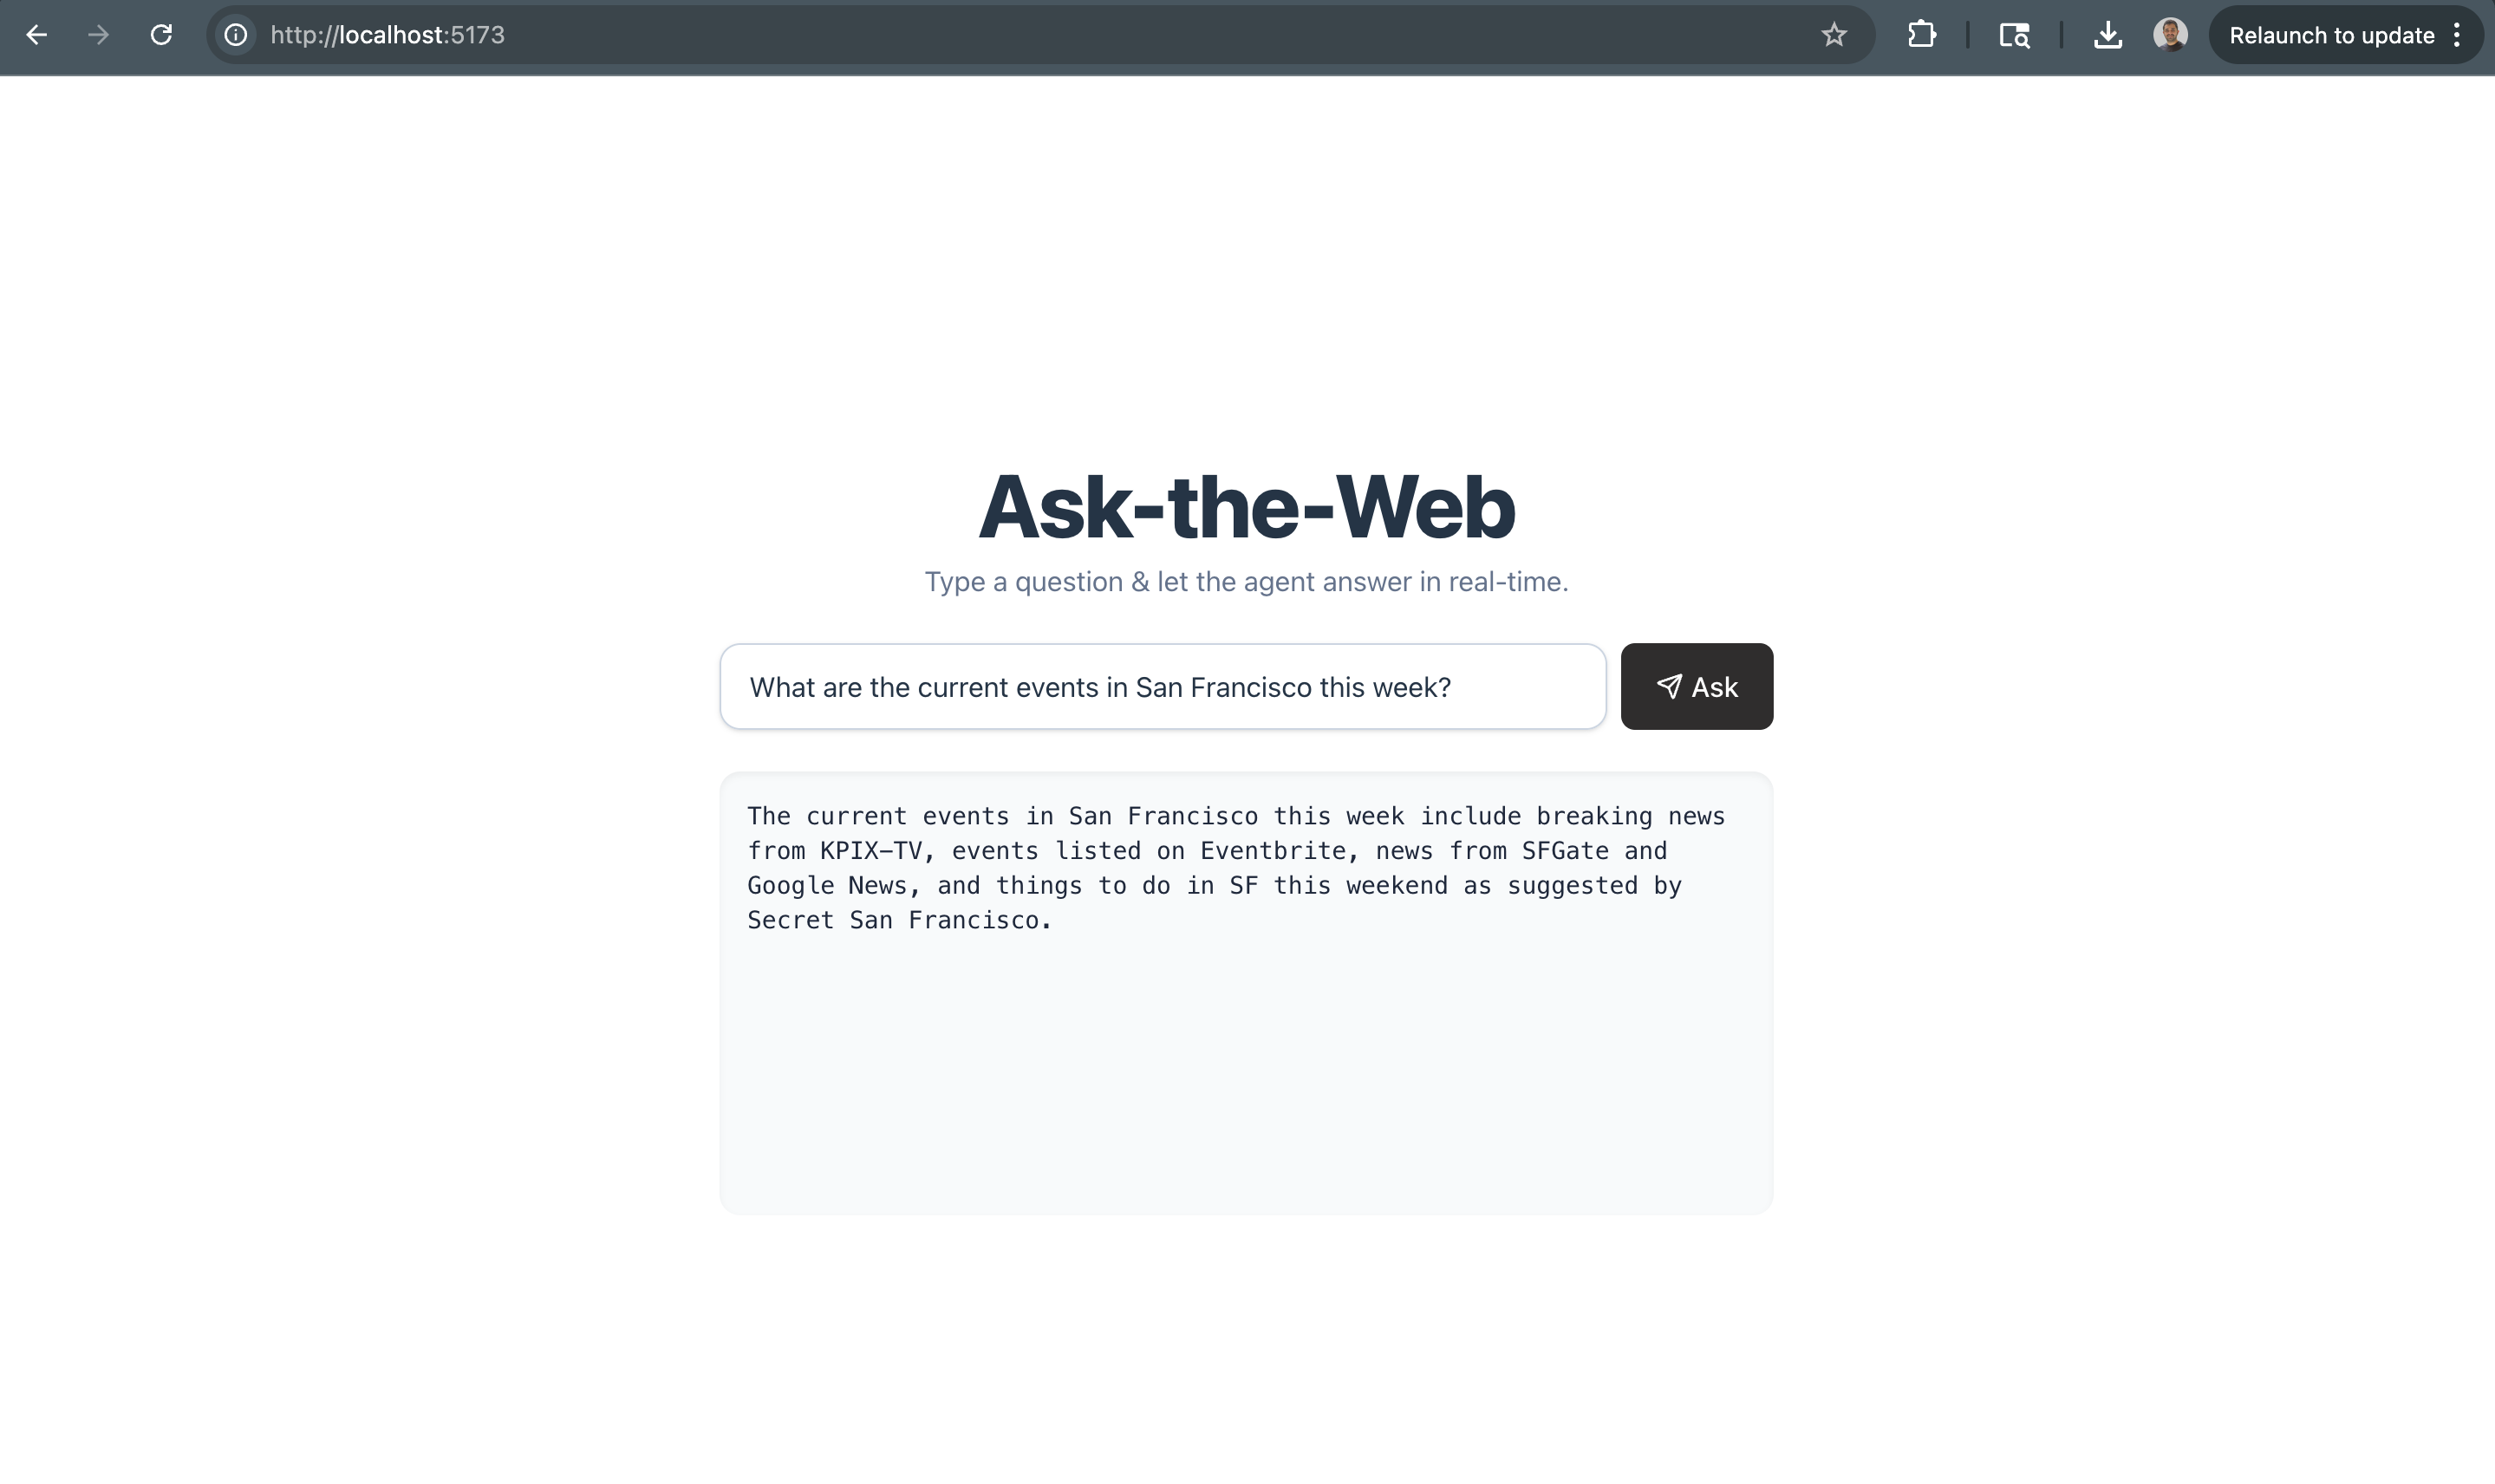 http://localhost:5173
Relaunch to update
Ask-the-Web
Type a question & let the agent answer in real-time.
What are the current events in San Francisco this week?
Ask
The current events in San Francisco this week include breaking news
from KPIX-TV, events listed on Eventbrite, news from SFGate and
Google News, and things to do in SF this weekend as suggested by
Secret San Francisco.